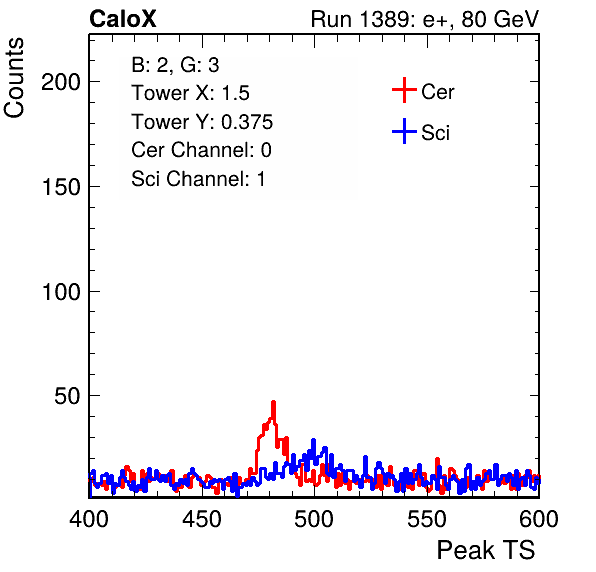 CaloX
Run 1389: e+, 80 GeV
Counts
B: 2, G: 3
Tower X: 1.5
Tower Y: 0.375
Cer Channel: 0
Sci Channel: 1
Cer
Sci
200
150
100
50
400
450
500
550
600
Peak TS